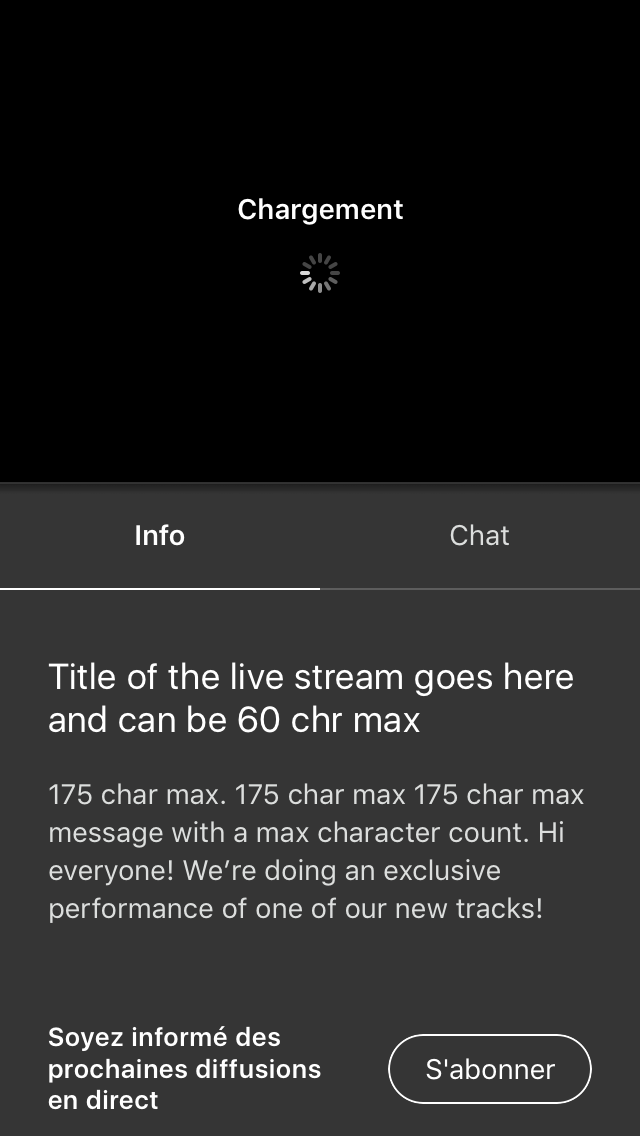 Chargement
Info
Chat
Title of the live stream goes here
and can be 60 chr max
175 char max. 175 char max 175 char max
message with a max character count. Hi
everyone! We’re doing an exclusive
performance of one of our new tracks!
Soyez informé des
prochaines diffusions
en direct
S'abonner